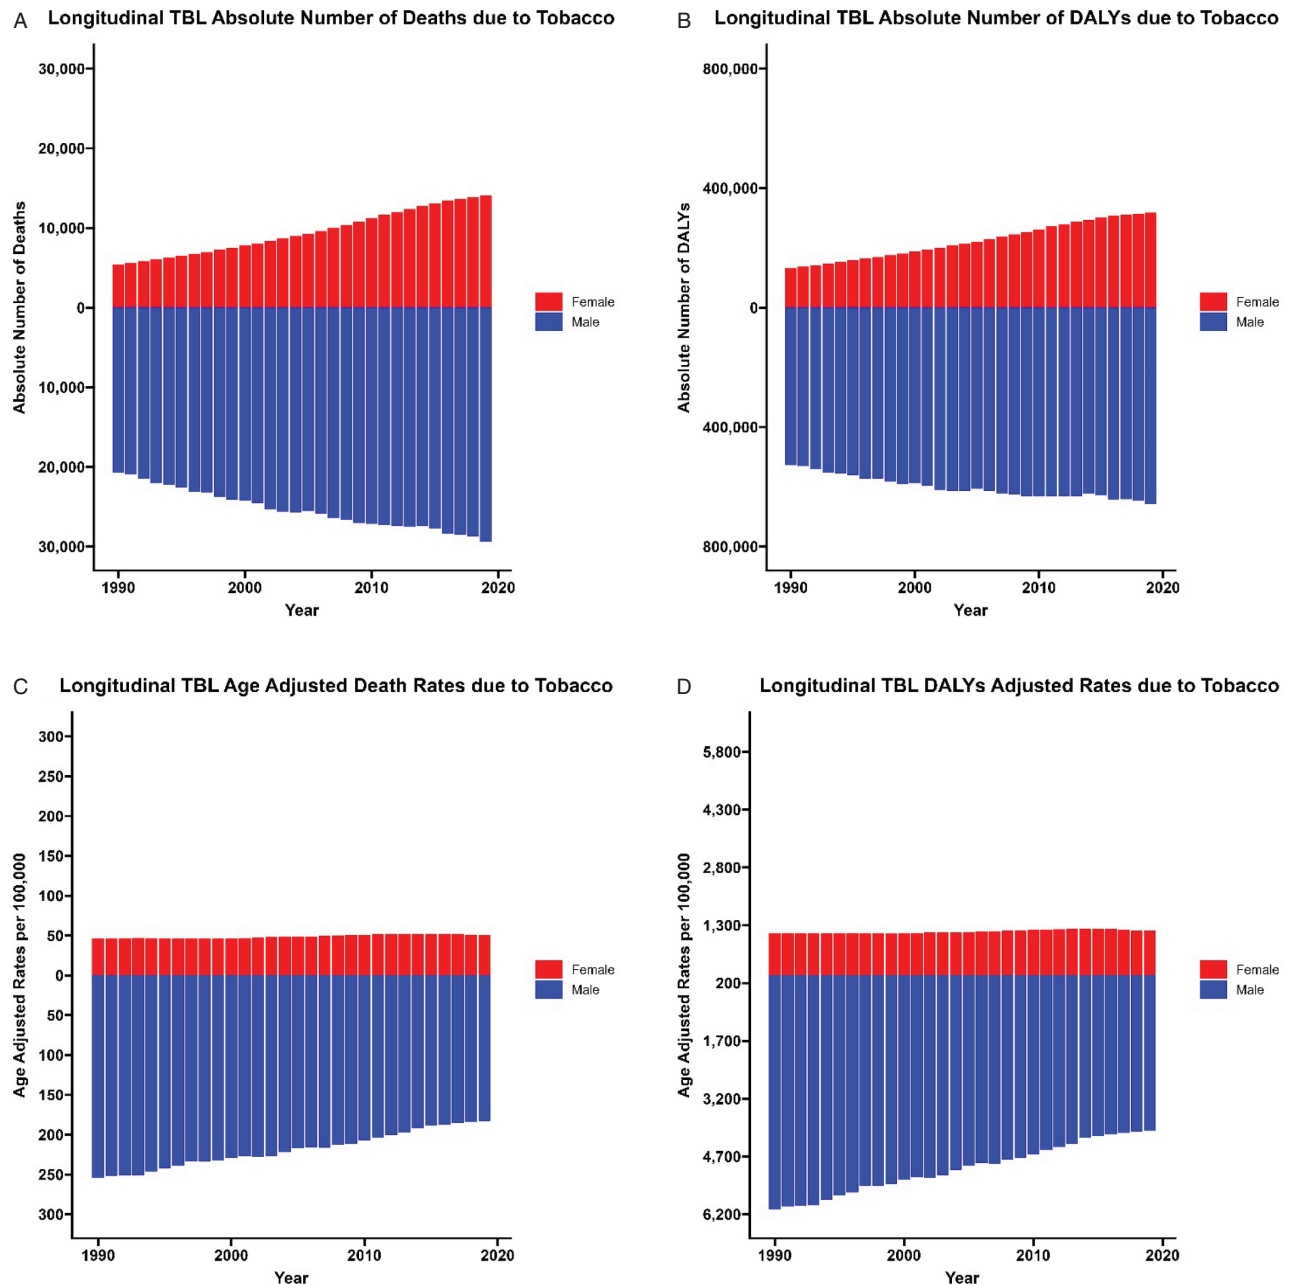 A Longitudinal TBL Absolute Number of Deaths due to Tobacco
30,000
20,000
10,000
0
10,000
20,000
30,000
Absolute Number of Deaths
1990 2000 2010 2020
Year
Female
Male
B Longitudinal TBL Absolute Number of DALYs due to Tobacco
800,000
400,000
0
400,000
800,000
Absolute Number of DALYs
1990 2000 2010 2020
Year
Female
Male
C Longitudinal TBL Age Adjusted Death Rates due to Tobacco
300
250
200
150
100
50
0
50
100
150
200
250
300
Age Adjusted Rates per 100,000
1990 2000 2010 2020
Year
Female
Male
D Longitudinal TBL DALYs Adjusted Rates due to Tobacco
5,800
4,300
2,800
1,300
200
1,700
3,200
4,700
6,200
Age Adjusted Rates per 100,000
1990 2000 2010 2020
Year
Female
Male